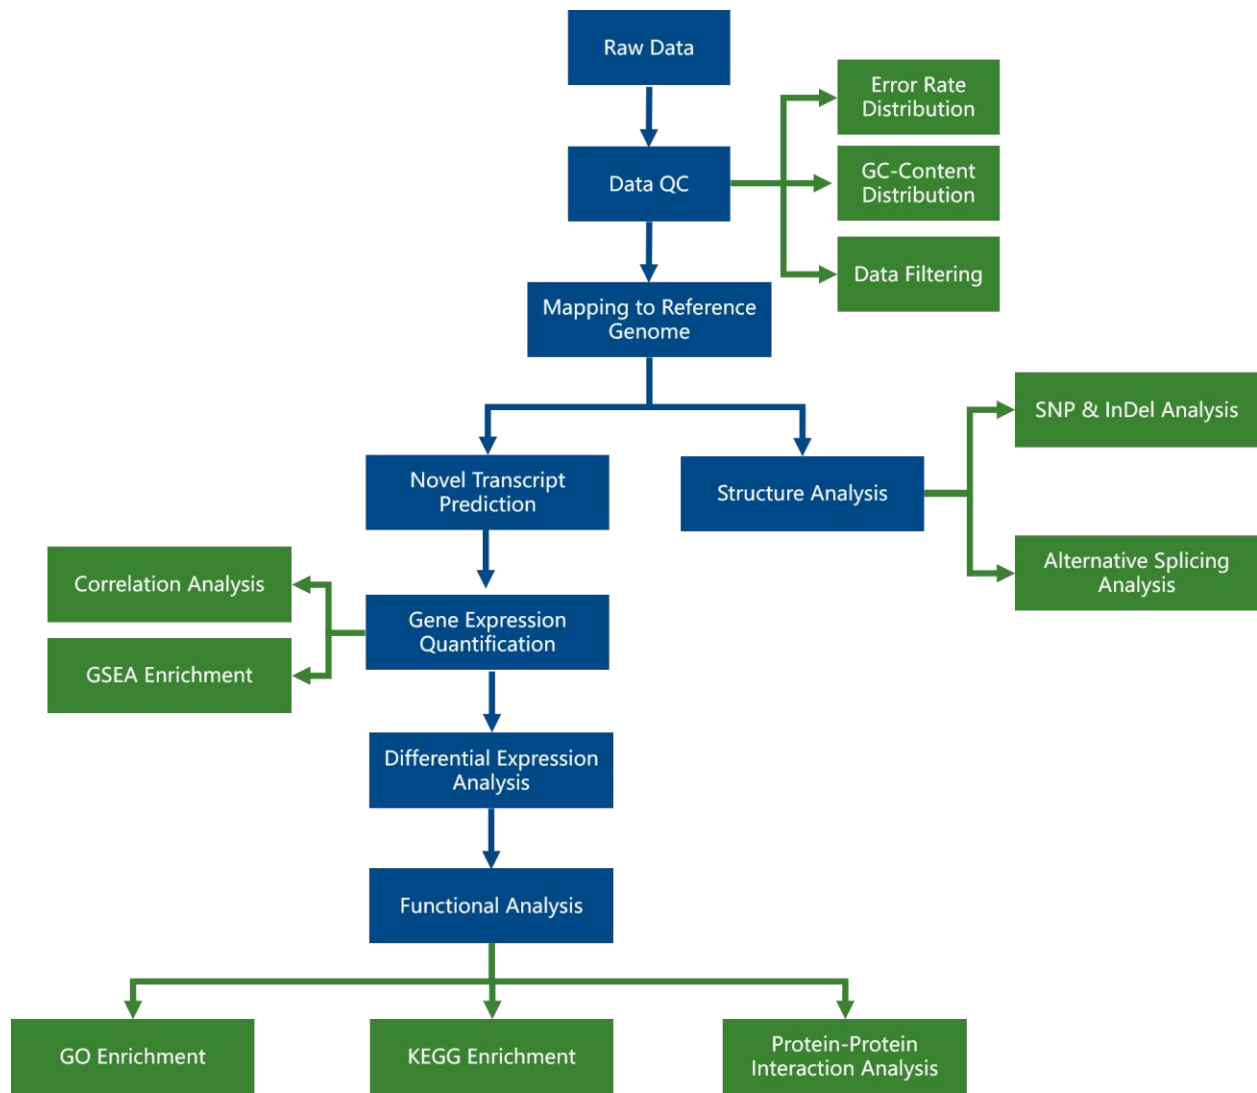 Raw Data
Error Rate
Distribution
Data QC
GC-Content
Distribution
Data Filtering
Mapping to Reference
Genome
SNP & InDel Analysis
Novel Transcript
Prediction
Structure Analysis
Alternative Splicing
Analysis
Correlation Analysis
Gene Expression
Quantification
GSEA Enrichment
Differential Expression
Analysis
Functional Analysis
GO Enrichment
KEGG Enrichment
Protein-Protein
Interaction Analysis